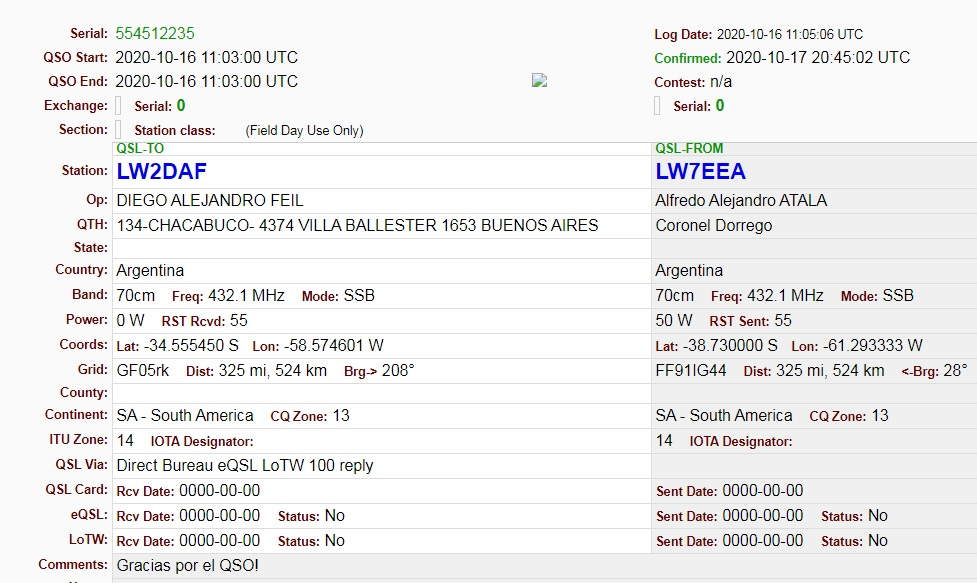 Serial: 554512235 Log Date: 2020-10-16 11:05:06 UTC
QSO Start: 2020-10-16 11:03:00 UTC Confirmed: 2020-10-17 20:45:02 UTC
QSO End: 2020-10-16 11:03:00 UTC Contest: n/a
Exchange: Serial: 0 Serial: 0
Section: Station class: (Field Day Use Only)
QSL-TO QSL-FROM
Station: LW2DAF LW7EEA
Op: DIEGO ALEJANDRO FEIL Alfredo Alejandro ATALA
QTH: 134-CHACABUCO- 4374 VILLA BALLESTER 1653 BUENOS AIRES Coronel Dorrego
State:
Country: Argentina Argentina
Band: 70cm Freq: 432.1 MHz Mode: SSB 70cm Freq: 432.1 MHz Mode: SSB
Power: 0 W RST Rcvd: 55 50 W RST Sent: 55
Coords: Lat: -34.555450 S Lon: -58.574601 W Lat: -38.730000 S Lon: -61.293333 W
Grid: GF05rk Dist: 325 mi, 524 km Brg-> 208° FF91IG44 Dist: 325 mi, 524 km <-Brg: 28°
County:
Continent: SA - South America CQ Zone: 13 SA - South America CQ Zone: 13
ITU Zone: 14 IOTA Designator: 14 IOTA Designator:
QSL Via: Direct Bureau eQSL LoTW 100 reply
QSL Card: Rcv Date: 0000-00-00 Sent Date: 0000-00-00
eQSL: Rcv Date: 0000-00-00 Status: No Sent Date: 0000-00-00 Status: No
LoTW: Rcv Date: 0000-00-00 Status: No Sent Date: 0000-00-00 Status: No
Comments: Gracias por el QSO!